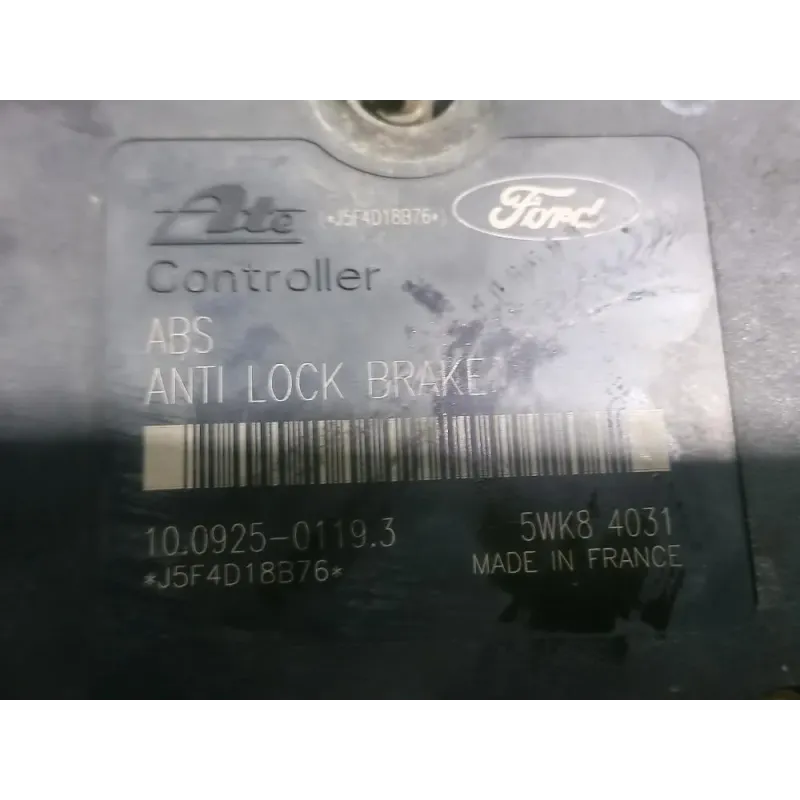 Ate *J5F4D18B76* Ford
Controller
ABS
ANTI LOCK BRAKE
10.0925-0119.3 5WK8 4031
*J5F4D18B76* MADE IN FRANCE